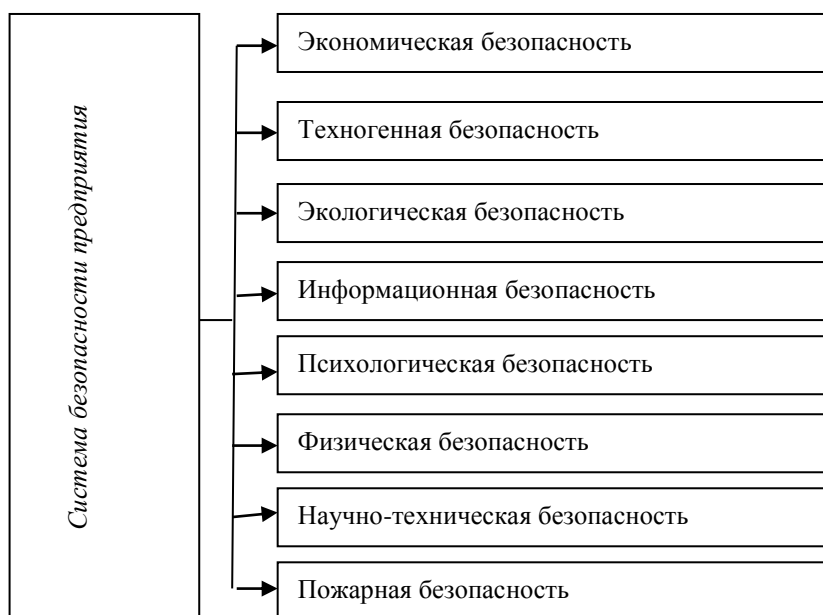 Система безопасности предприятия
Экономическая безопасность
Техногенная безопасность
Экологическая безопасность
Информационная безопасность
Психологическая безопасность
Физическая безопасность
Научно-техническая безопасность
Пожарная безопасность